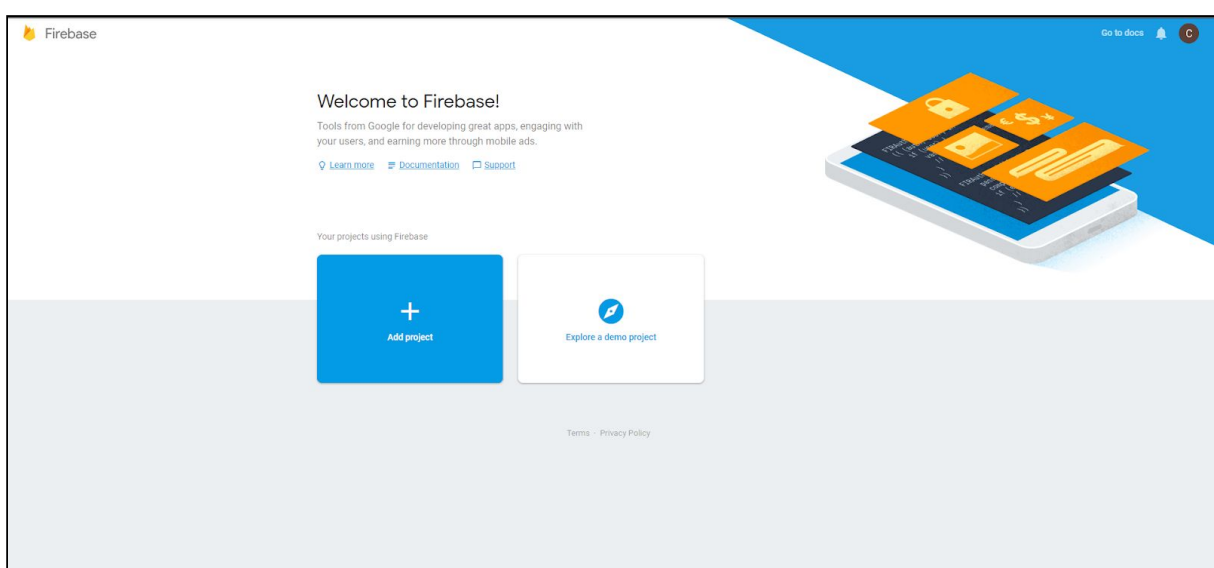 Firebase
Go to docs
C
Welcome to Firebase!
Tools from Google for developing great apps, engaging with
your users, and earning more through mobile ads.
Learn more Documentation Support
Your projects using Firebase
Add project
Explore a demo project
Terms - Privacy Policy